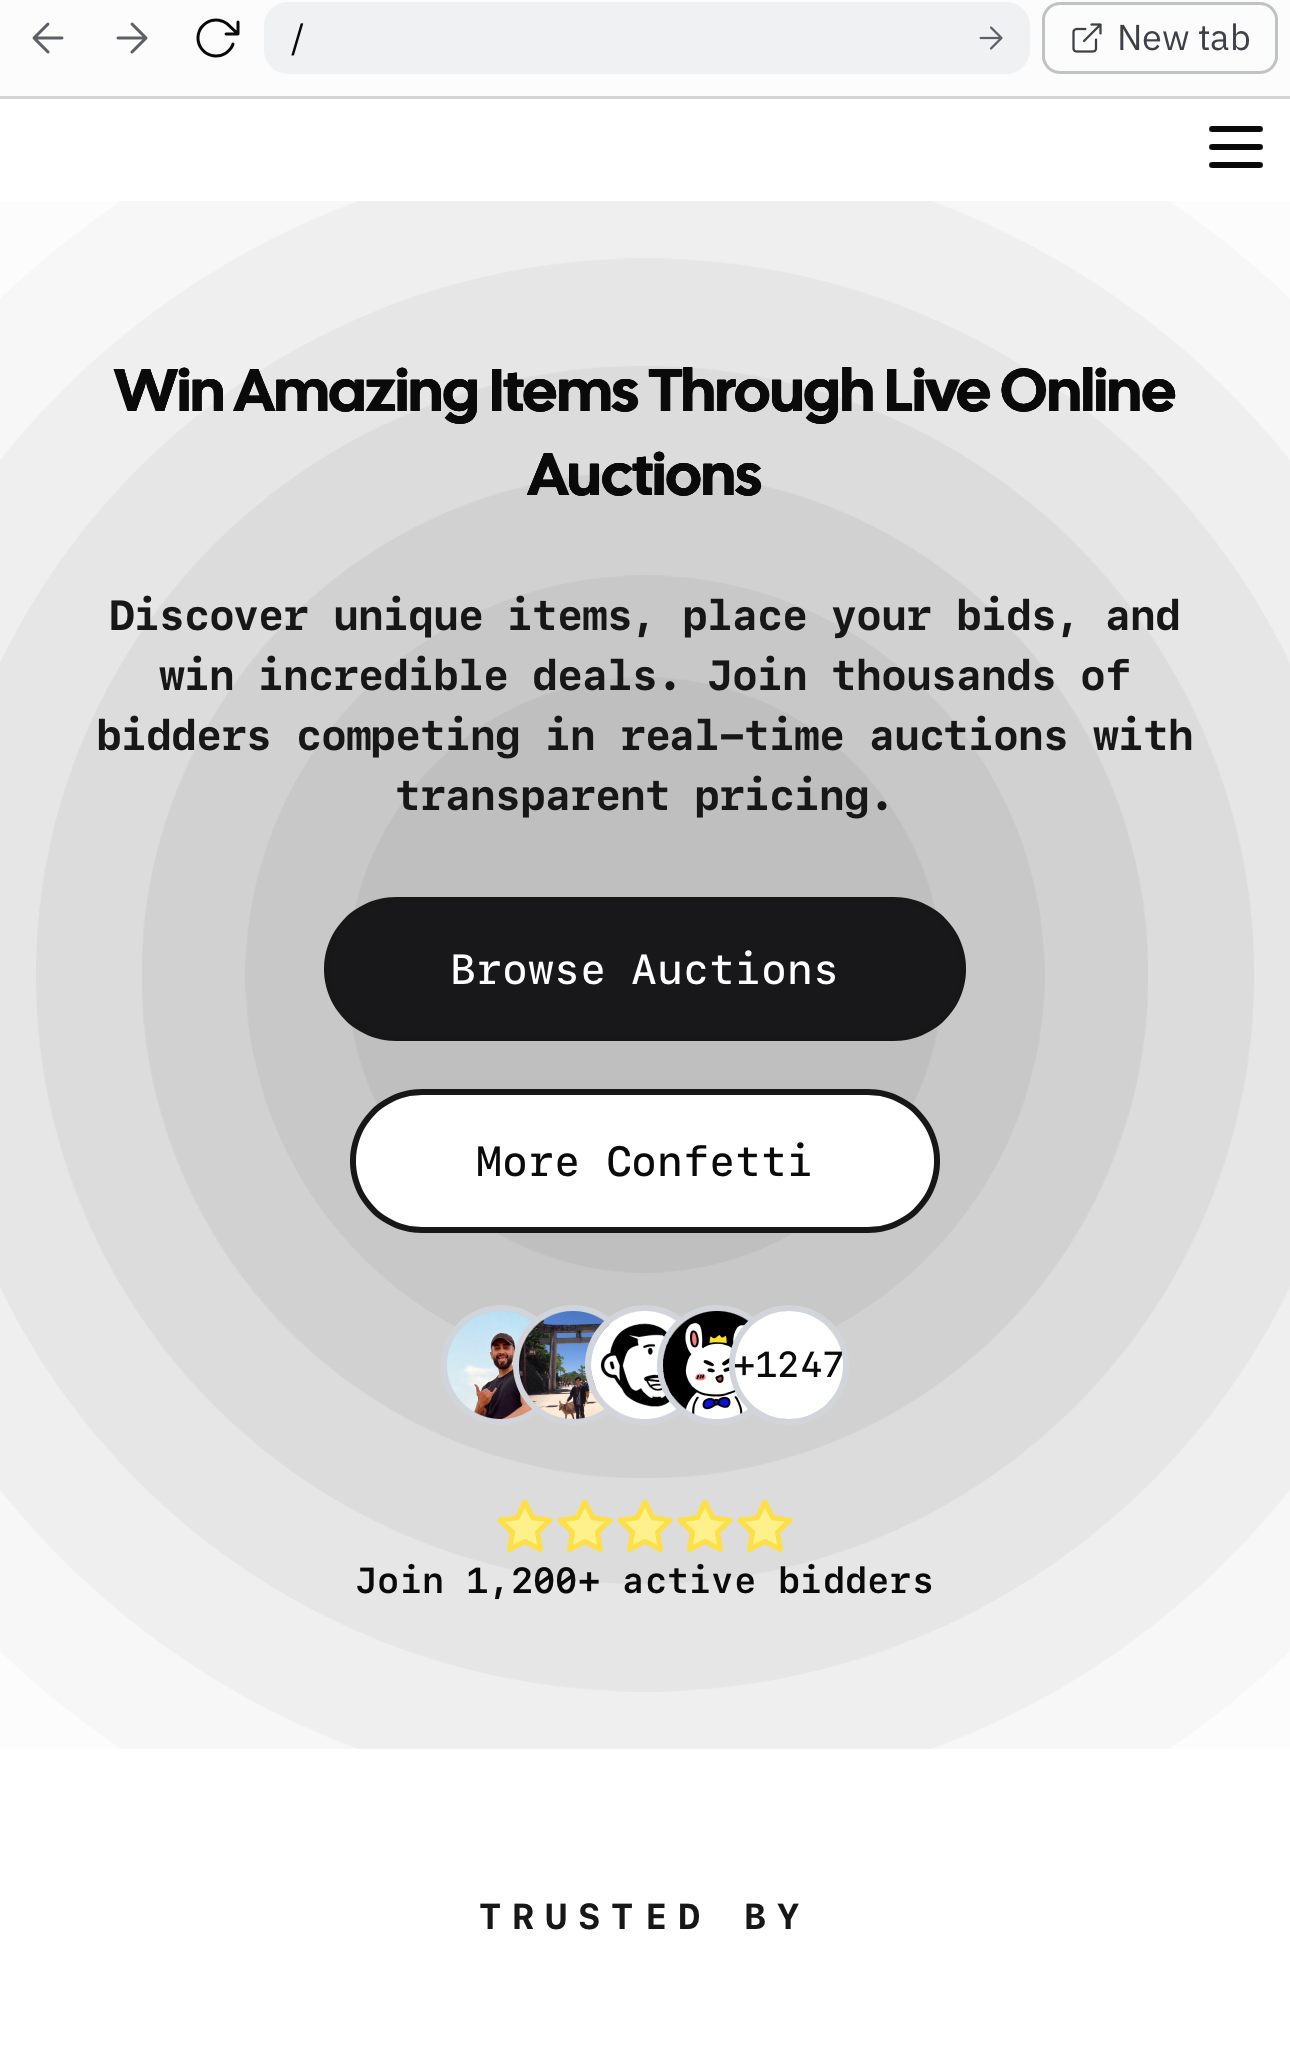 /
New tab
Win Amazing Items Through Live Online
Auctions
Discover unique items, place your bids, and
win incredible deals. Join thousands of
bidders competing in real-time auctions with
transparent pricing.
Browse Auctions
More Confetti
+1247
Join 1,200+ active bidders
TRUSTED BY